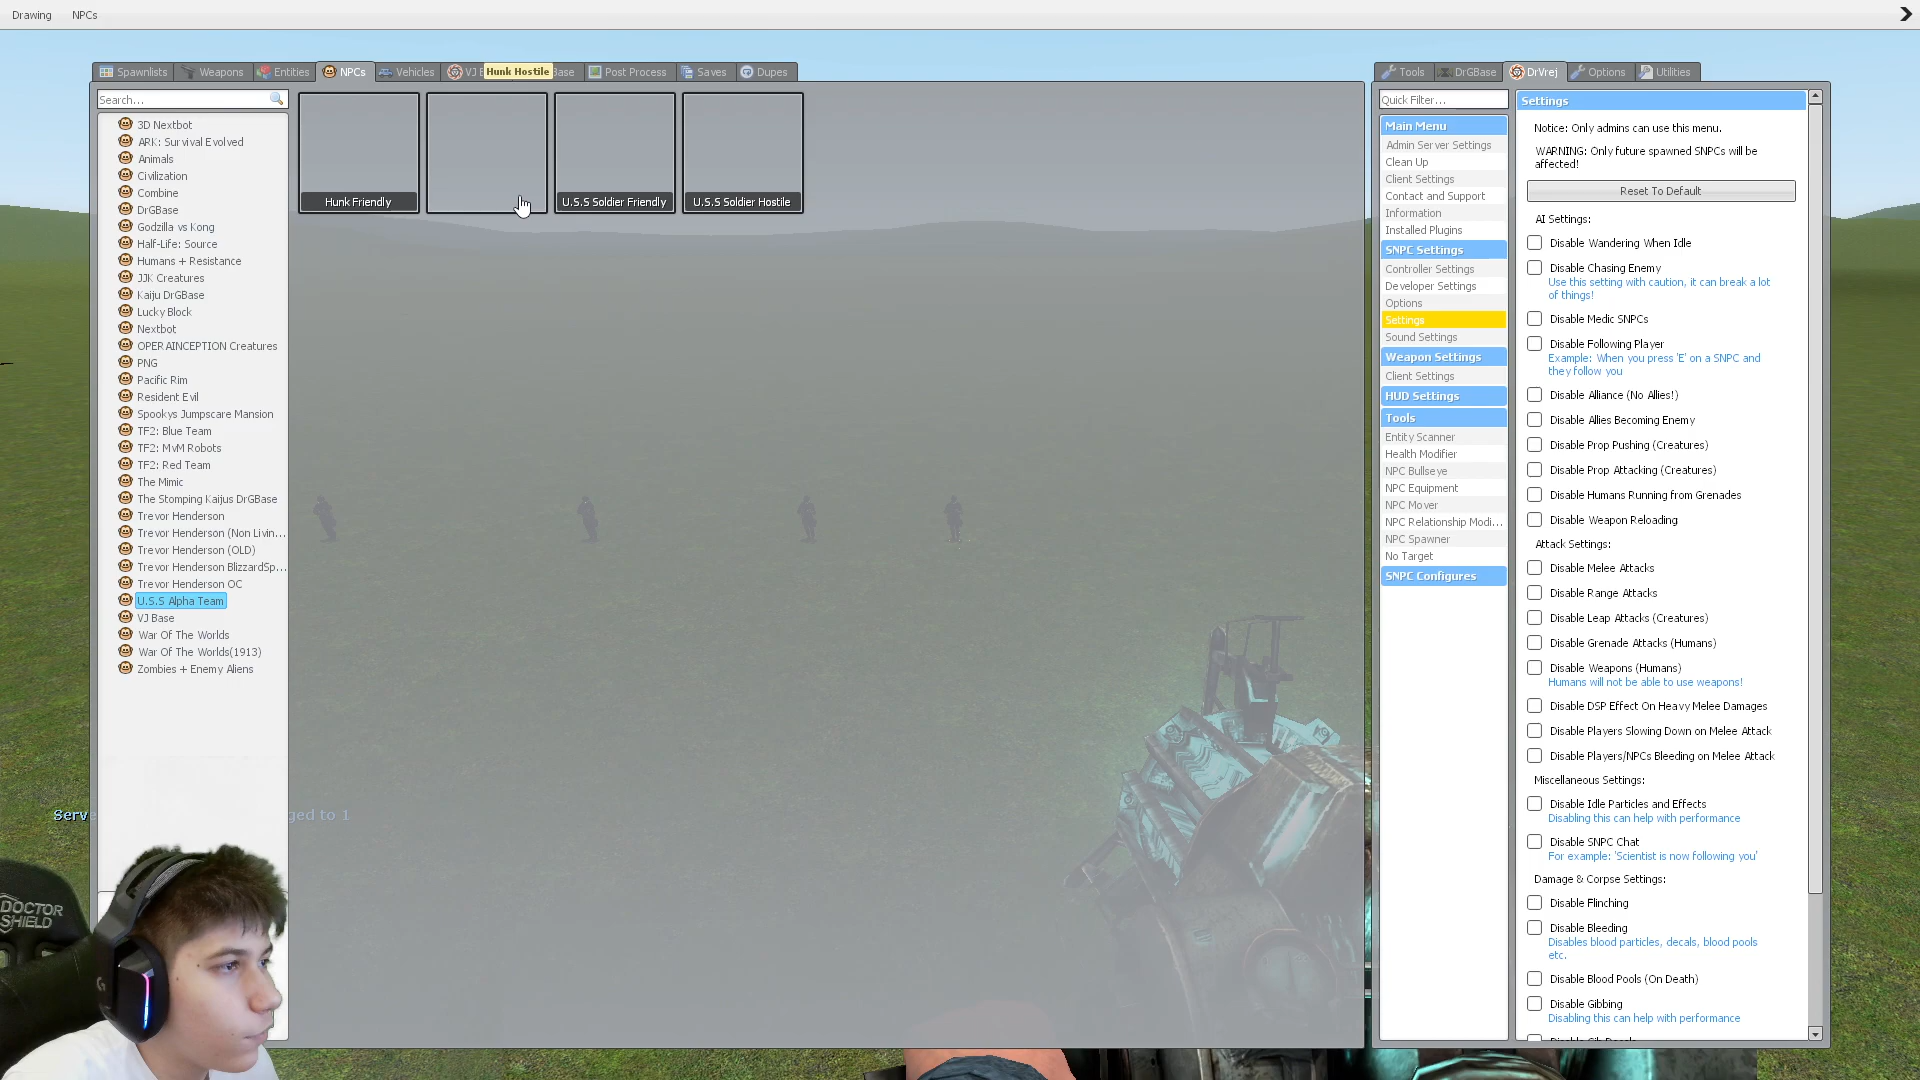 Drawing NPCs
Spawnlists Weapons Entities NPCs Vehicles VJ B Hunk Hostile ase Post Process Saves Dupes
Tools DrGBase DrVrej Options Utilities
Search...
3D Nextbot
ARK: Survival Evolved
Animals
Civilization
Combine
DrGBase
Godzilla vs Kong
Half-Life: Source
Humans + Resistance
JJK Creatures
Kaiju DrGBase
Lucky Block
Nextbot
OPERAINCEPTION Creatures
PNG
Pacific Rim
Resident Evil
Spookys Jumpscare Mansion
TF2: Blue Team
TF2: MvM Robots
TF2: Red Team
The Mimic
The Stomping Kaijus DrGBase
Trevor Henderson
Trevor Henderson (Non Livin...
Trevor Henderson (OLD)
Trevor Henderson BlizzardSp...
Trevor Henderson OC
U.S.S Alpha Team
VJ Base
War Of The Worlds
War Of The Worlds(1913)
Zombies + Enemy Aliens
Hunk Friendly
U.S.S Soldier Friendly
U.S.S Soldier Hostile
Serve
ged to 1
DOCTOR
SHIELD
Quick Filter...
Main Menu
Admin Server Settings
Clean Up
Client Settings
Contact and Support
Information
Installed Plugins
SNPC Settings
Controller Settings
Developer Settings
Options
Settings
Sound Settings
Weapon Settings
Client Settings
HUD Settings
Tools
Entity Scanner
Health Modifier
NPC Bullseye
NPC Equipment
NPC Mover
NPC Relationship Modi...
NPC Spawner
No Target
SNPC Configures
Settings
Notice: Only admins can use this menu.
WARNING: Only future spawned SNPCs will be
affected!
Reset To Default
AI Settings:
Disable Wandering When Idle
Disable Chasing Enemy
Use this setting with caution, it can break a lot
of things!
Disable Medic SNPCs
Disable Following Player
Example: When you press 'E' on a SNPC and
they follow you
Disable Alliance (No Allies!)
Disable Allies Becoming Enemy
Disable Prop Pushing (Creatures)
Disable Prop Attacking (Creatures)
Disable Humans Running from Grenades
Disable Weapon Reloading
Attack Settings:
Disable Melee Attacks
Disable Range Attacks
Disable Leap Attacks (Creatures)
Disable Grenade Attacks (Humans)
Disable Weapons (Humans)
Humans will not be able to use weapons!
Disable DSP Effect On Heavy Melee Damages
Disable Players Slowing Down on Melee Attack
Disable Players/NPCs Bleeding on Melee Attack
Miscellaneous Settings:
Disable Idle Particles and Effects
Disabling this can help with performance
Disable SNPC Chat
For example: 'Scientist is now following you'
Damage & Corpse Settings:
Disable Flinching
Disable Bleeding
Disables blood particles, decals, blood pools
etc.
Disable Blood Pools (On Death)
Disable Gibbing
Disabling this can help with performance